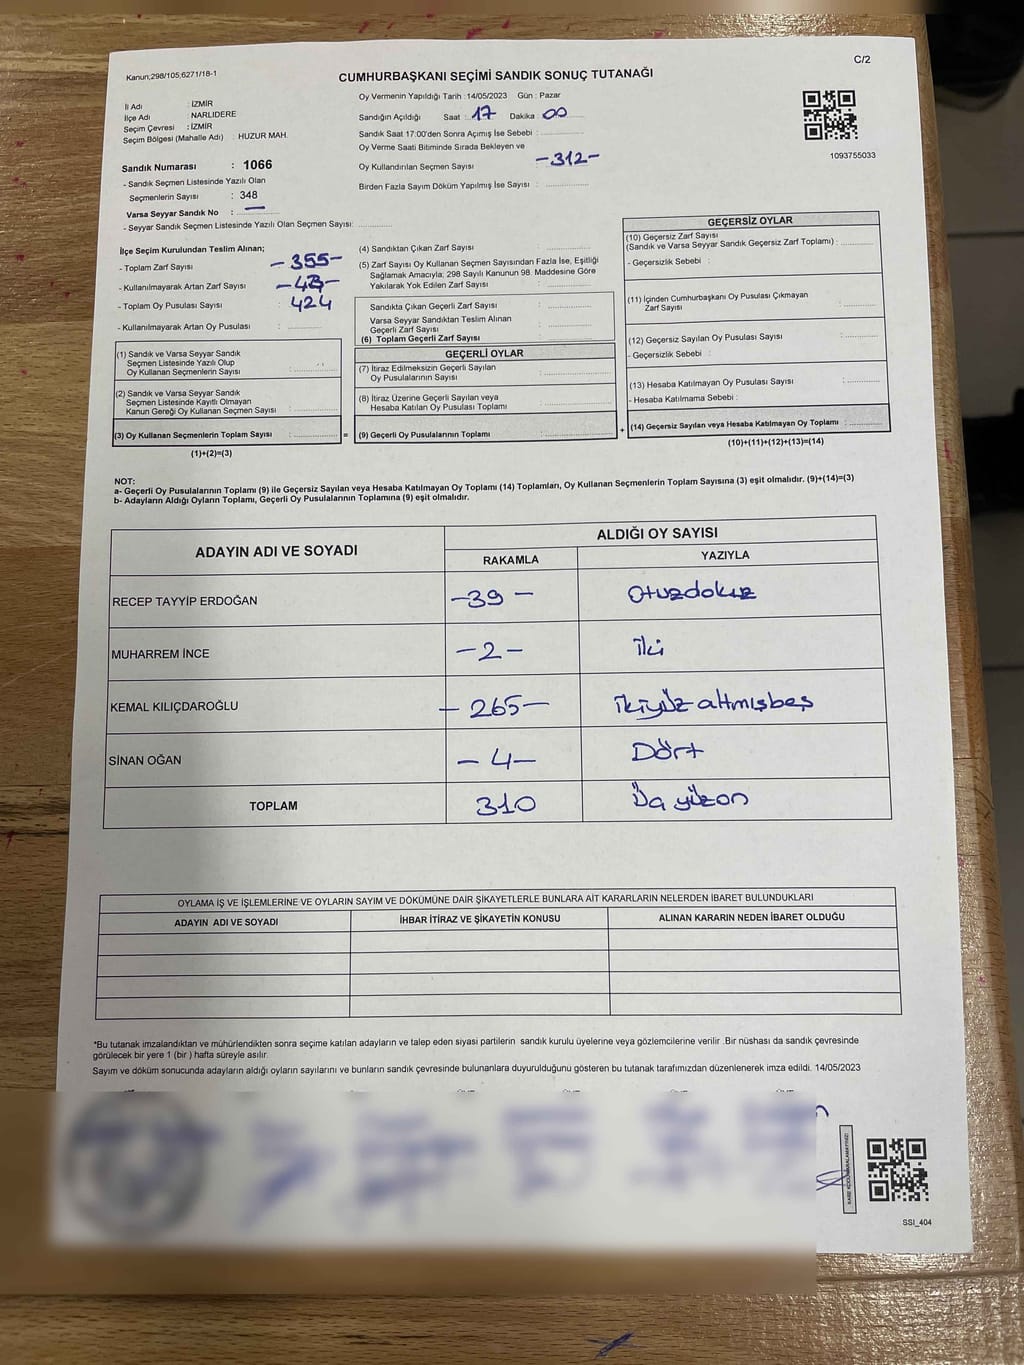 Kanun;298/105;6271/18-1
C/2
CUMHURBAŞKANI SEÇİMİ SANDIK SONUÇ TUTANAĞI
İl Adı : İZMİR
İlçe Adı : NARLIDERE
Seçim Çevresi : İZMİR
Seçim Bölgesi (Mahalle Adı) : HUZUR MAH.
Sandık Numarası : 1066
- Sandık Seçmen Listesinde Yazılı Olan
Seçmenlerin Sayısı : 348
Varsa Seyyar Sandık No : —
- Seyyar Sandık Seçmen Listesinde Yazılı Olan Seçmen Sayısı:
Oy Vermenin Yapıldığı Tarih :14/05/2023 Gün : Pazar
Sandığın Açıldığı Saat : 17 Dakika 00
Sandık Saat 17:00'den Sonra Açımış İse Sebebi :
Oy Verme Saati Bitiminde Sırada Bekleyen ve
Oy Kullandırılan Seçmen Sayısı -312-
Birden Fazla Sayım Döküm Yapılmış İse Sayısı :
1093755033
İlçe Seçim Kurulundan Teslim Alınan;
- Toplam Zarf Sayısı -355-
- Kullanılmayarak Artan Zarf Sayısı
- Toplam Oy Pusulası Sayısı : 424
- Kullanılmayarak Artan Oy Pusulası :
(1) Sandık ve Varsa Seyyar Sandık
Seçmen Listesinde Yazılı Olup
Oy Kullanan Seçmenlerin Sayısı :
(2) Sandık ve Varsa Seyyar Sandık
Seçmen Listesinde Kayıtlı Olmayan
Kanun Gereği Oy Kullanan Seçmen Sayısı :
(3) Oy Kullanan Seçmenlerin Toplam Sayısı : =
(1)+(2)=(3)
(4) Sandıktan Çıkan Zarf Sayısı :
(5) Zarf Sayısı Oy Kullanan Seçmen Sayısından Fazla İse, Eşitliği
Sağlamak Amacıyla; 298 Sayılı Kanunun 98. Maddesine Göre
Yakılarak Yok Edilen Zarf Sayısı :
Sandıkta Çıkan Geçerli Zarf Sayısı :
Varsa Seyyar Sandıktan Teslim Alınan
Geçerli Zarf Sayısı :
(6) Toplam Geçerli Zarf Sayısı :
GEÇERLİ OYLAR
(7) İtiraz Edilmeksizin Geçerli Sayılan
Oy Pusulalarının Sayısı :
(8) İtiraz Üzerine Geçerli Sayılan veya
Hesaba Katılan Oy Pusulası Toplamı :
(9) Geçerli Oy Pusulalarının Toplamı : +
GEÇERSİZ OYLAR
(10) Geçersiz Zarf Sayısı
(Sandık ve Varsa Seyyar Sandık Geçersiz Zarf Toplamı) :
- Geçersizlik Sebebi :
(11) İçinden Cumhurbaşkanı Oy Pusulası Çıkmayan
Zarf Sayısı :
(12) Geçersiz Sayılan Oy Pusulası Sayısı :
- Geçersizlik Sebebi :
(13) Hesaba Katılmayan Oy Pusulası Sayısı :
- Hesaba Katılmama Sebebi :
(14) Geçersiz Sayılan veya Hesaba Katılmayan Oy Toplamı :
(10)+(11)+(12)+(13)=(14)
NOT:
a- Geçerli Oy Pusulalarının Toplamı (9) ile Geçersiz Sayılan veya Hesaba Katılmayan Oy Toplamı (14) Toplamları, Oy Kullanan Seçmenlerin Toplam Sayısına (3) eşit olmalıdır. (9)+(14)=(3)
b- Adayların Aldığı Oyların Toplamı, Geçerli Oy Pusulalarının Toplamına (9) eşit olmalıdır.
ADAYIN ADI VE SOYADI
ALDIĞI OY SAYISI
RAKAMLA YAZIYLA
RECEP TAYYİP ERDOĞAN -39- Otuzdokuz
MUHARREM İNCE -2- İki
KEMAL KILIÇDAROĞLU -265- ikiyüz altmışbeş
SİNAN OĞAN -4- Dört
TOPLAM 310 Üç yüzon
OYLAMA İŞ VE İŞLEMLERİNE VE OYLARIN SAYIM VE DÖKÜMÜNE DAİR ŞİKAYETLERLE BUNLARA AİT KARARLARIN NELERDEN İBARET BULUNDUKLARI
ADAYIN ADI VE SOYADI İHBAR İTİRAZ VE ŞİKAYETİN KONUSU ALINAN KARARIN NEDEN İBARET OLDUĞU
*Bu tutanak imzalandıktan ve mühürlendikten sonra seçime katılan adayların ve talep eden siyasi partilerin sandık kurulu üyelerine veya gözlemcilerine verilir .Bir nüshası da sandık çevresinde
görülecek bir yere 1 (bir ) hafta süreyle asılır.
Sayım ve döküm sonucunda adayların aldığı oyların sayılarını ve bunların sandık çevresinde bulunanlara duyurulduğunu gösteren bu tutanak tarafımızdan düzenlenerek imza edildi. 14/05/2023
KARE KODU KARALAMAYINIZ!
SSI_404